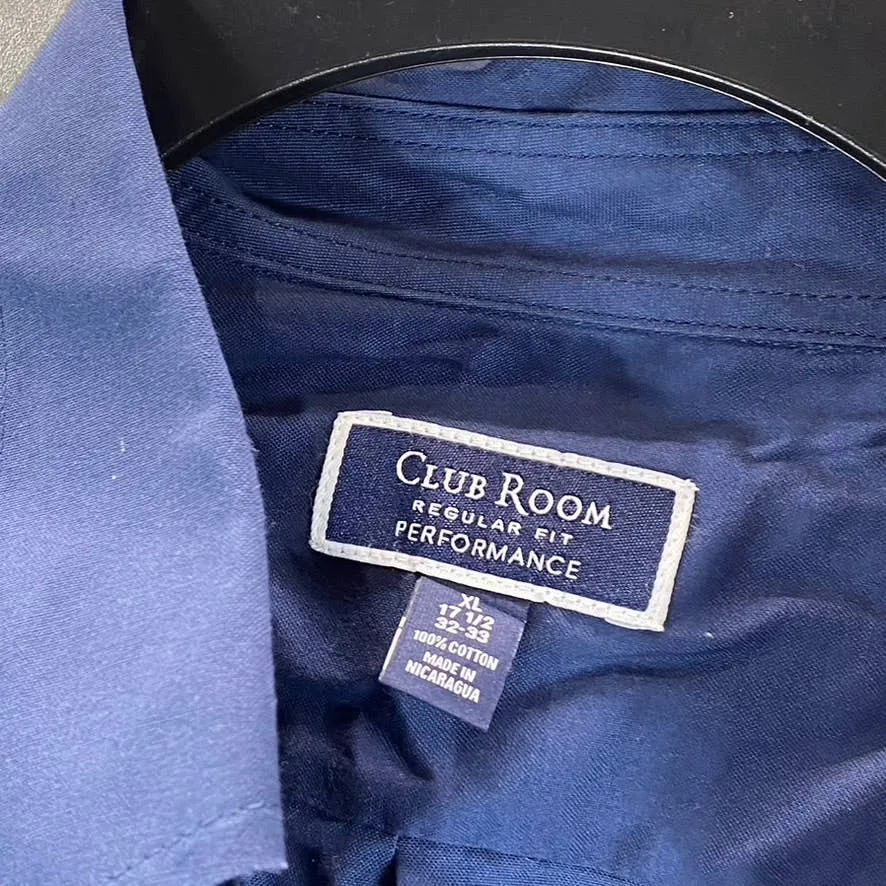 CLUB ROOM
REGULAR FIT
PERFORMANCE
XL
17 1/2
32-33
100% COTTON
MADE IN
NICARAGUA